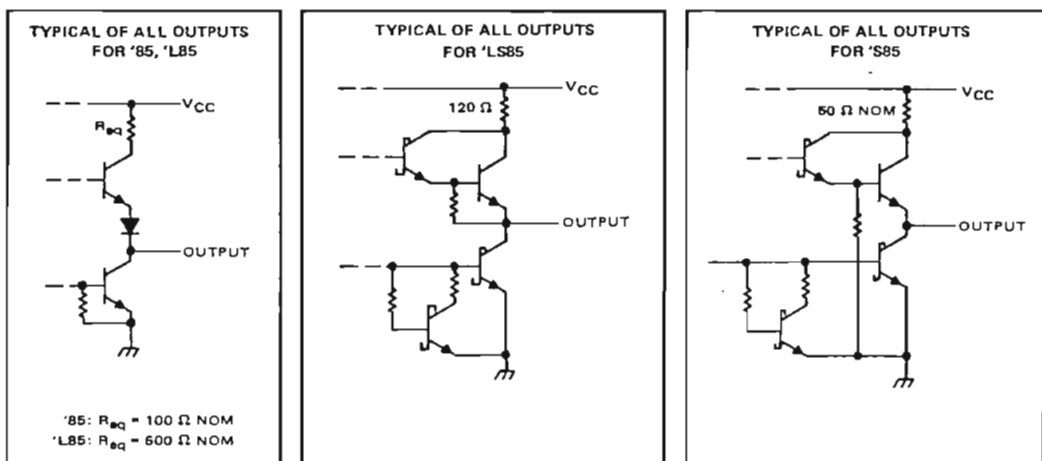 TYPICAL OF ALL OUTPUTS
FOR '85, 'L85
VCC
Req
OUTPUT
'85: Req = 100 Ω NOM
'L85: Req = 600 Ω NOM
TYPICAL OF ALL OUTPUTS
FOR 'LS85
VCC
120 Ω
OUTPUT
TYPICAL OF ALL OUTPUTS
FOR 'S85
VCC
50 Ω NOM
OUTPUT